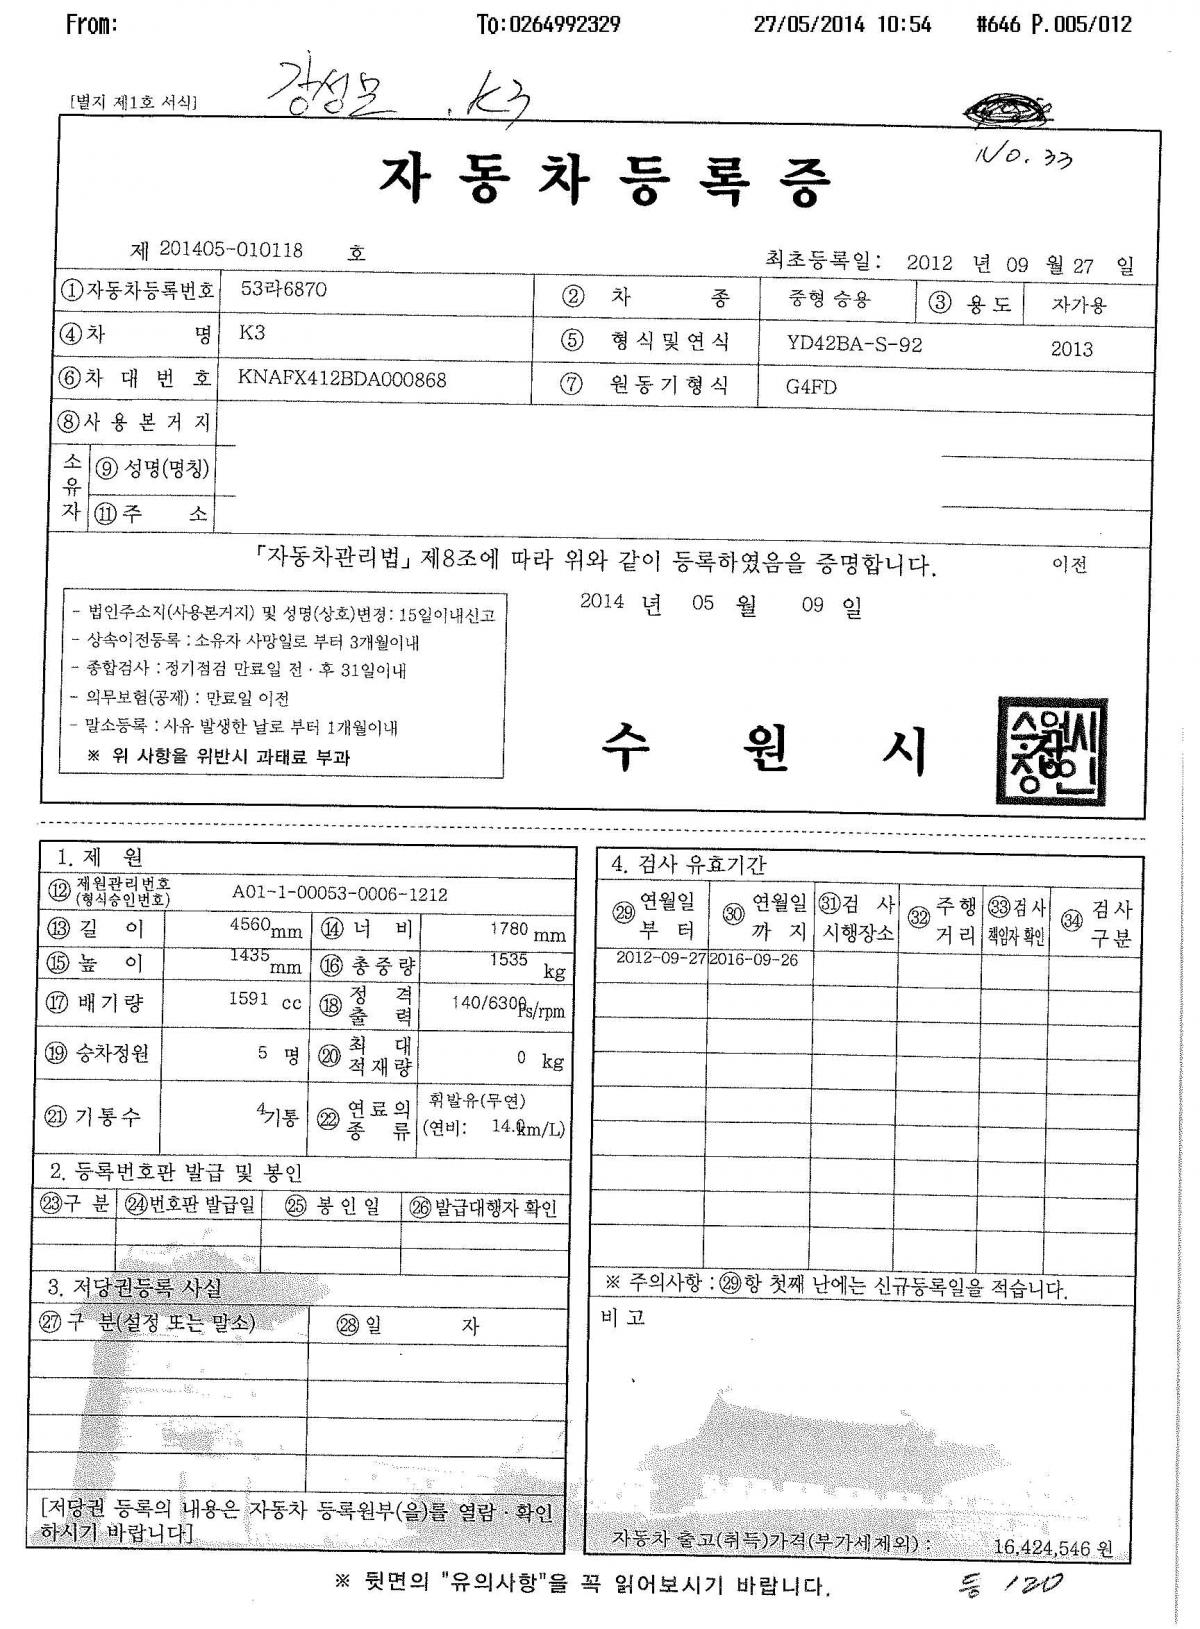 From: To:0264992329 27/05/2014 10:54 #646 P.005/012
[별지 제1호 서식] 강성모 . K3
No. 33
자동차등록증
제 201405-010118 호
최초등록일: 2012 년 09 월 27 일
①자동차등록번호 53라6870 ② 차 종 중형 승용 ③ 용도 자가용
④차 명 K3 ⑤ 형식및연식 YD42BA-S-92 2013
⑥차 대 번 호 KNAFX412BDA000868 ⑦ 원동기형식 G4FD
⑧사 용 본 거 지
소유자 ⑨성명(명칭)
⑪주 소
「자동차관리법」 제8조에 따라 위와 같이 등록하였음을 증명합니다. 이전
2014 년 05 월 09 일
- 법인주소지(사용본거지) 및 성명(상호)변경: 15일이내신고
- 상속이전등록 : 소유자 사망일로 부터 3개월이내
- 종합검사 : 정기점검 만료일 전 · 후 31일이내
- 의무보험(공제) : 만료일 이전
- 말소등록 : 사유 발생한 날로 부터 1개월이내
※ 위 사항을 위반시 과태료 부과
수 원 시
수원시장증인
1. 제 원
⑫ 제원관리번호 (형식승인번호) A01-1-00053-0006-1212
⑬ 길 이 4560mm ⑭ 너 비 1780 mm
⑮ 높 이 1435mm ⑯ 총중량 1535 kg
⑰ 배기량 1591 cc ⑱ 정 격 출 력 140/6300Ps/rpm
⑲ 승차정원 5 명 ⑳ 최 대 적재량 0 kg
㉑ 기통수 4기통 ㉒ 연료의 종 류 휘발유(무연)
(연비: 14.0km/L)
2. 등록번호판 발급 및 봉인
㉓구 분 ㉔번호판 발급일 ㉕ 봉인일 ㉖발급대행자 확인
3. 저당권등록 사실
㉗구 분(설정 또는 말소) ㉘일 자
[저당권 등록의 내용은 자동차 등록원부(을)를 열람 · 확인
하시기 바랍니다]
4. 검사 유효기간
㉙ 연월일 부 터 ㉚ 연월일 까 지 ㉛검 사 시행장소 ㉜ 주행 거리 ㉝검사 책임자 확인 ㉞ 검사 구분
2012-09-27 2016-09-26
※ 주의사항 : ㉙항 첫째 난에는 신규등록일을 적습니다.
비 고
자동차 출고(취득)가격(부가세제외) : 16,424,546 원
※ 뒷면의 "유의사항"을 꼭 읽어보시기 바랍니다.
등 120